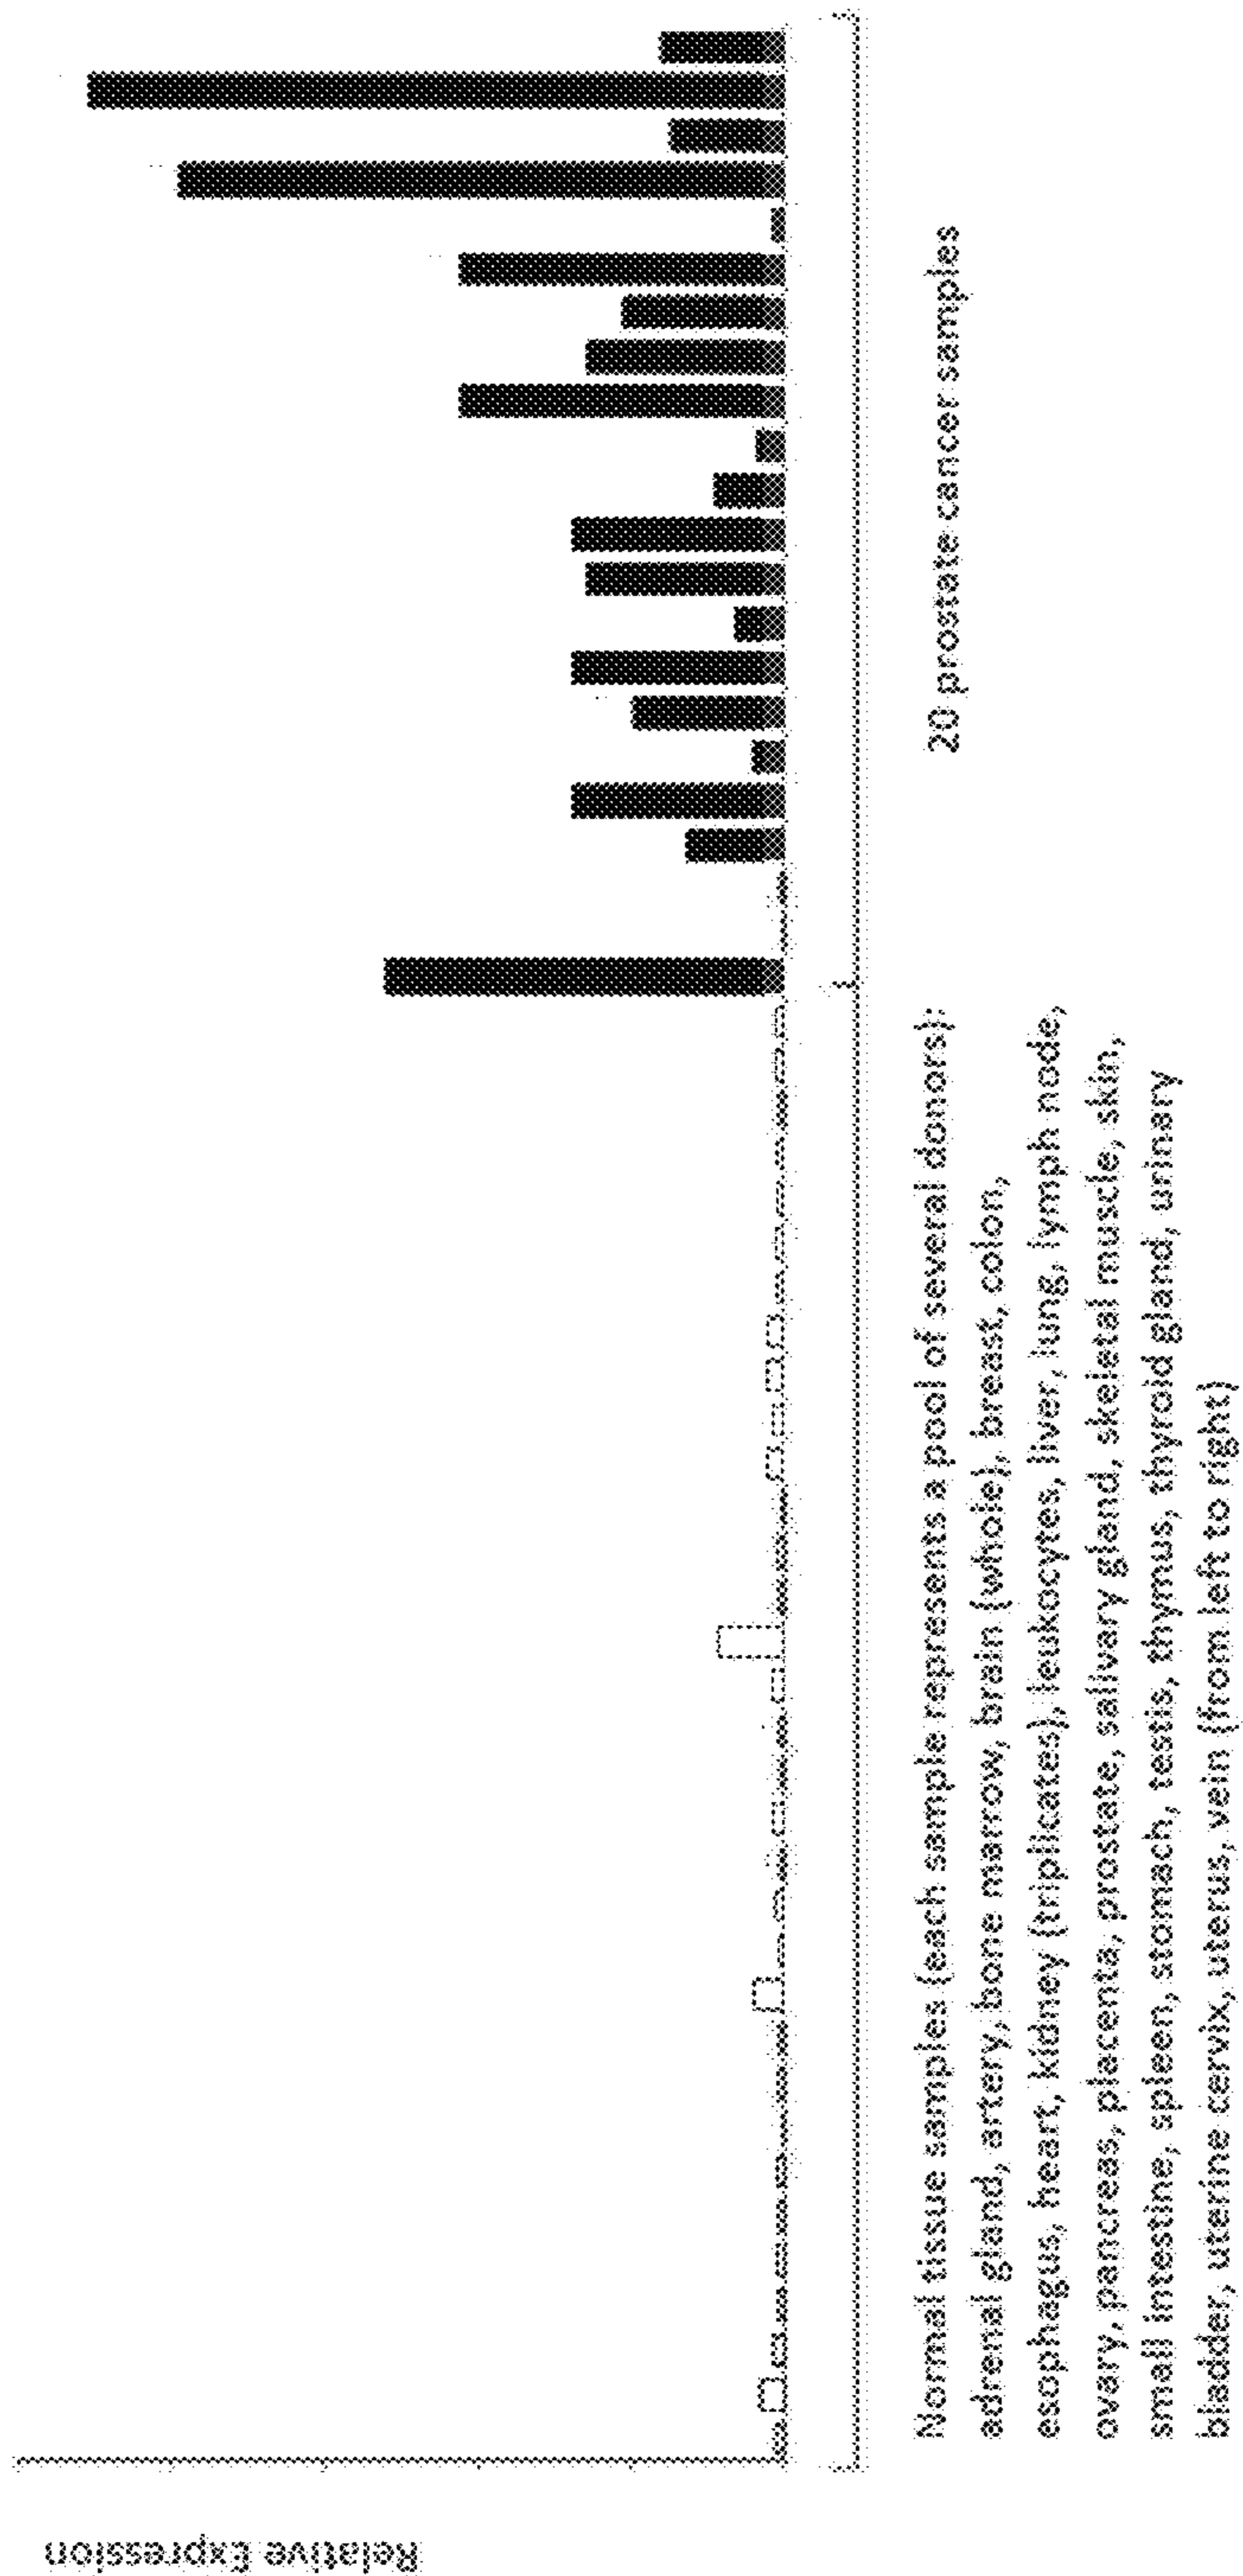 Relative Expression
Normal tissue samples (each sample represents a pool of several donors):
adrenal gland, artery, bone marrow, brain (whole), breast, colon,
esophagus, heart, kidney (triplicates), leukocytes, liver, lung, lymph node,
ovary, pancreas, placenta, prostate, salivary gland, skeletal muscle, skin,
small intestine, spleen, stomach, testis, thymus, thyroid gland, urinary
bladder, uterine cervix, uterus, vein (from left to right)
20 prostate cancer samples